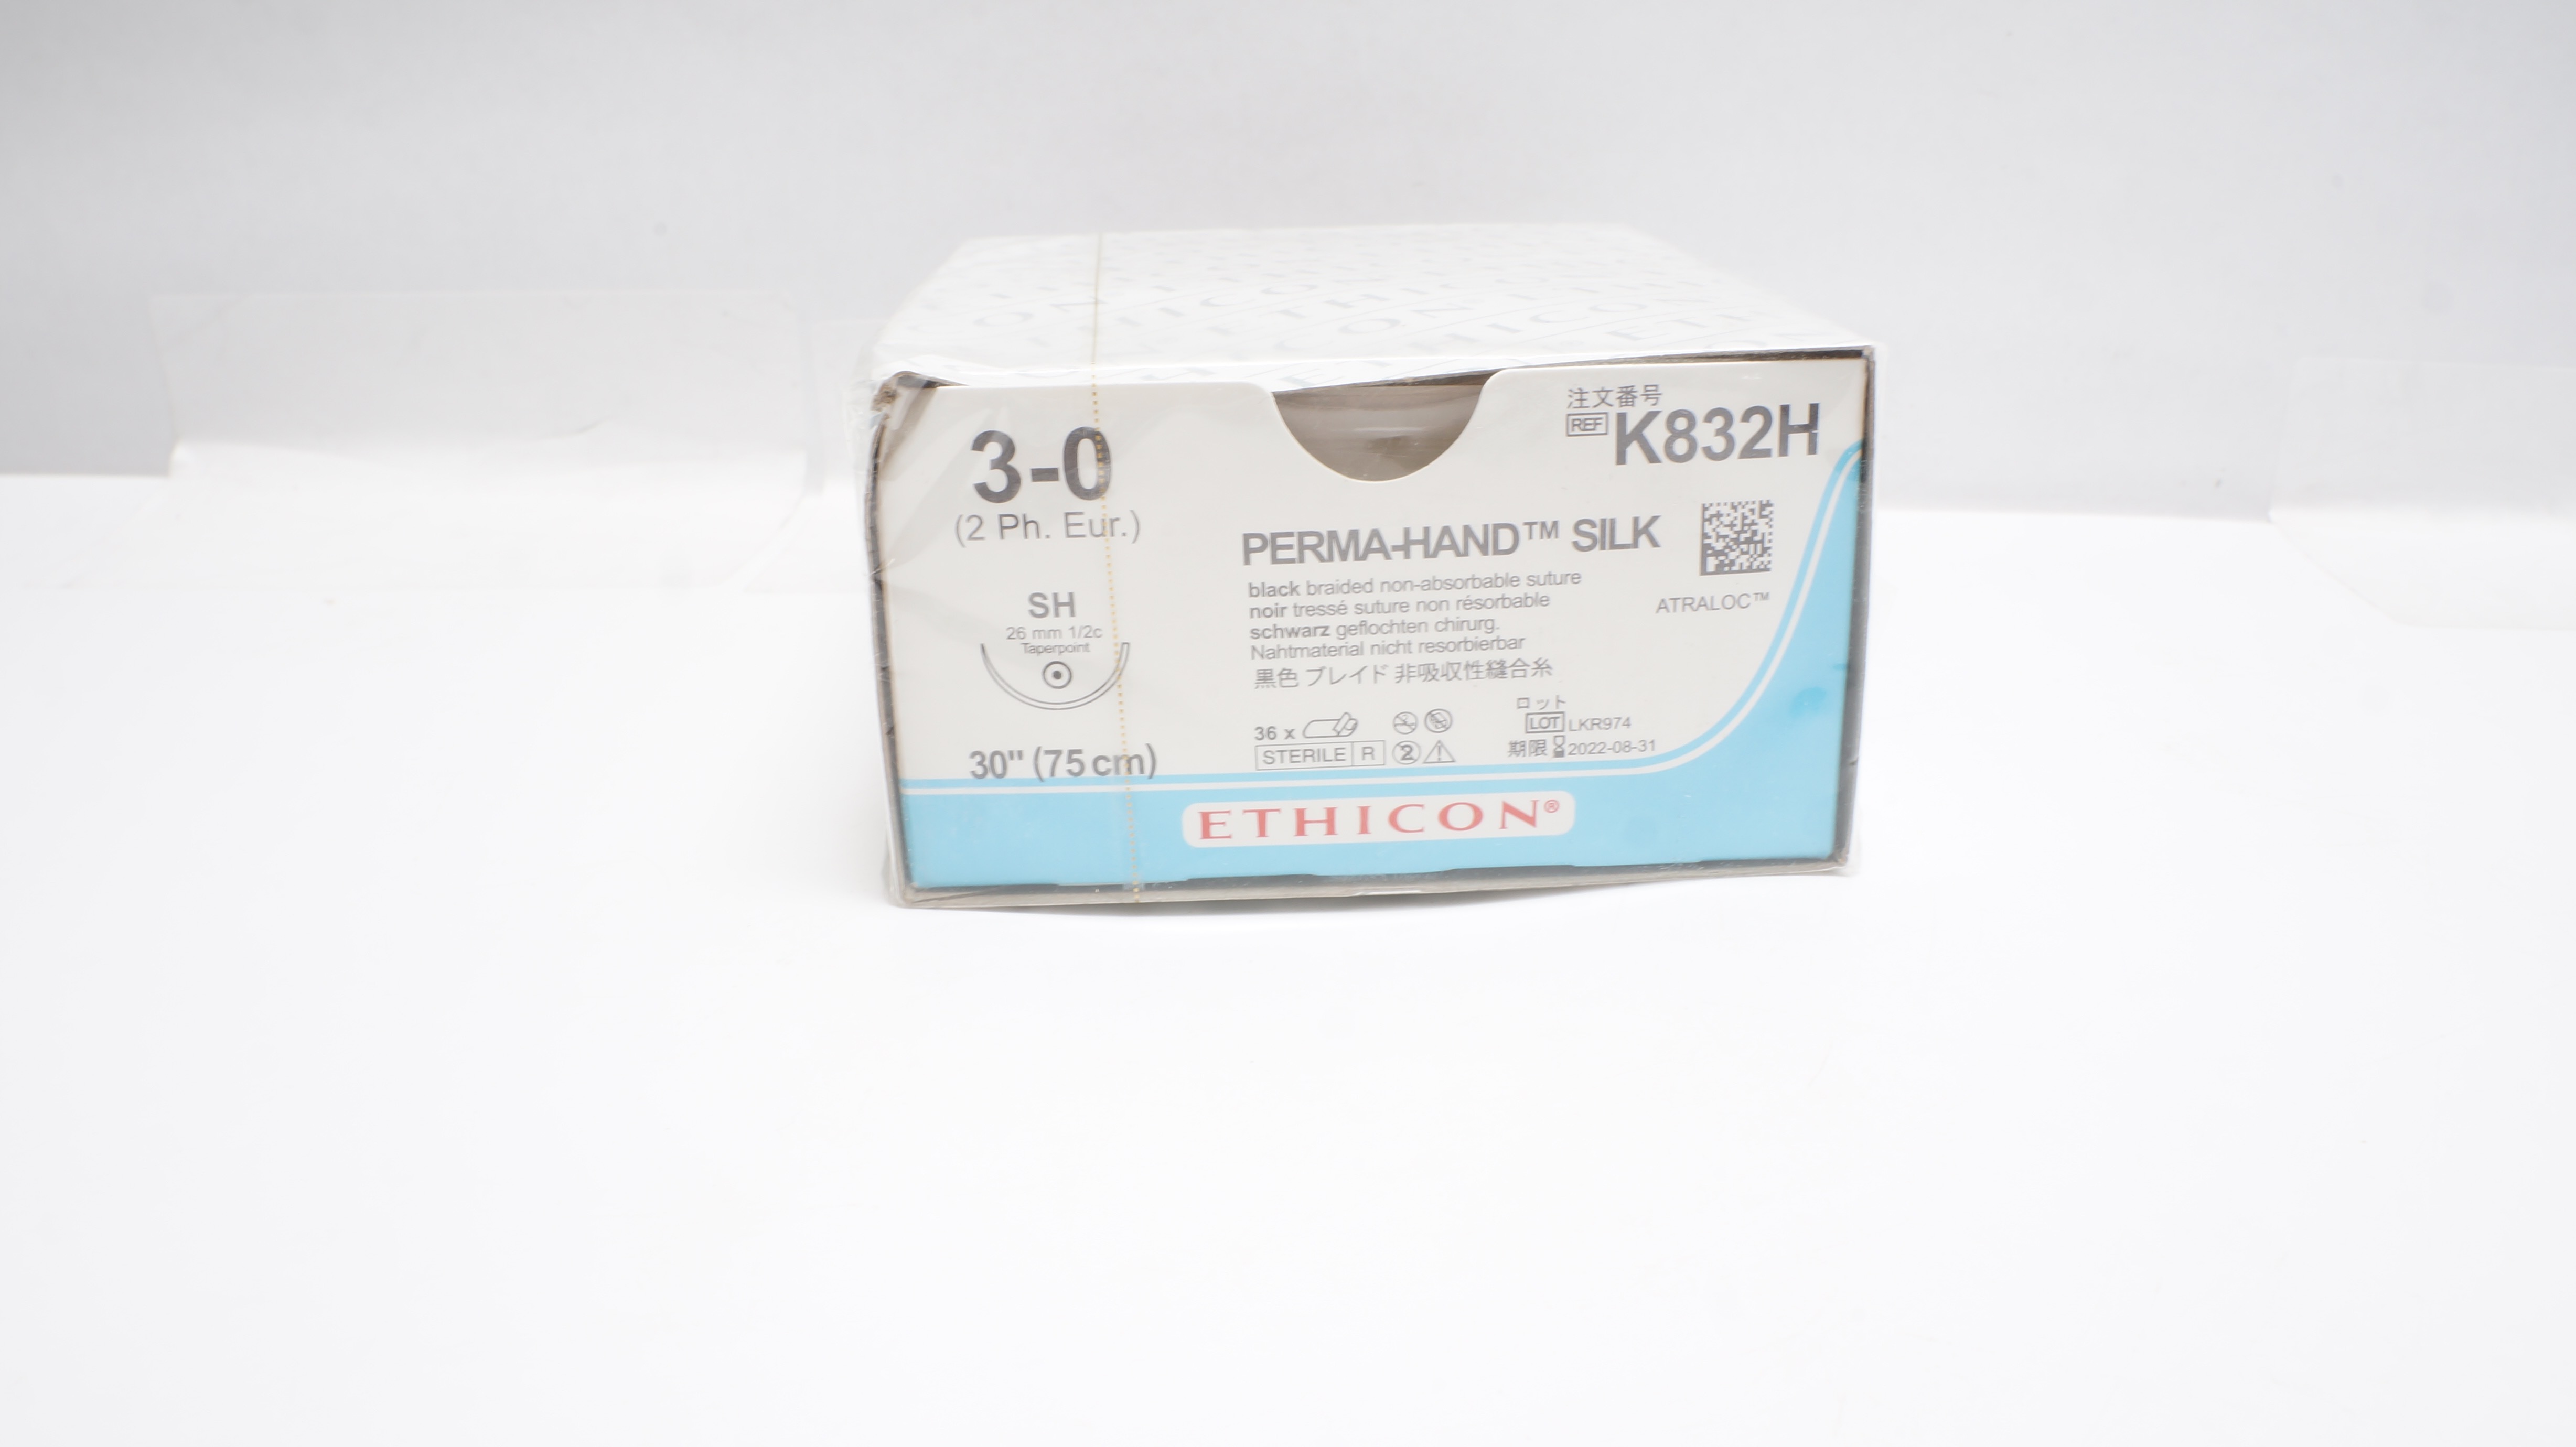 3-0
(2 Ph. Eur.)
SH
26 mm 1/2c
Taperpoint
30" (75 cm)
注文番号
REF K832H
PERMA-HAND™ SILK
black braided non-absorbable suture
noir tressé suture non résorbable
schwarz geflochten chirurg.
Nahtmaterial nicht resorbierbar
黒色 ブレイド 非吸収性縫合糸
ATRALOC™
36 x
STERILE R 2
ロット
LOT LKR974
期限 2022-08-31
ETHICON®